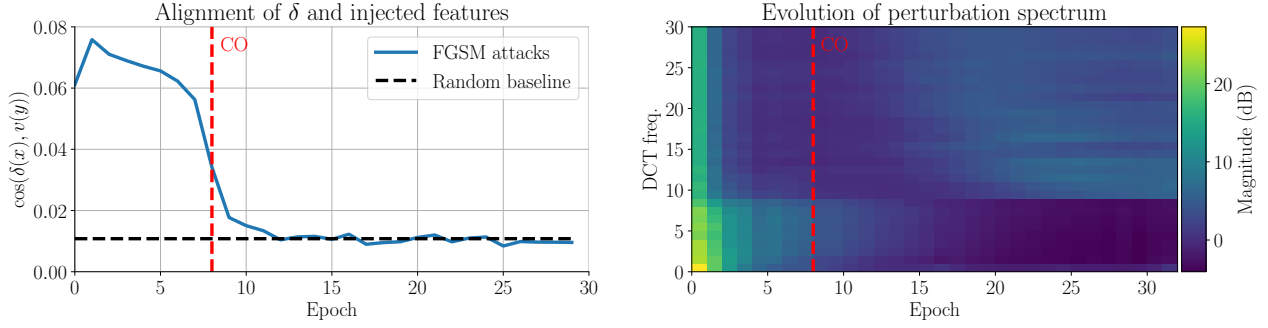 Alignment of δ and injected features
cos(δ(x), v(y))
0.08
0.06
0.04
0.02
0.00
CO
FGSM attacks
Random baseline
0 5 10 15 20 25 30
Epoch
Evolution of perturbation spectrum
DCT freq.
30
25
20
15
10
5
0
CO
0 5 10 15 20 25 30
Epoch
20
10
0
Magnitude (dB)